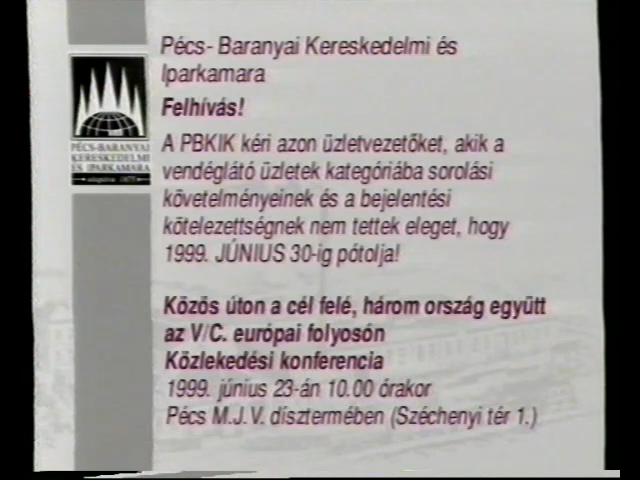 Pécs- Baranyai Kereskedelmi és
Iparkamara
Felhívás!
A PBKIK kéri azon üzletvezetőket, akik a
vendéglátó üzletek kategóriába sorolási
követelményeinek és a bejelentési
kötelezettségnek nem tettek eleget, hogy
1999. JÚNIUS 30-ig pótolja!
Közös úton a cél felé, három ország együtt
az V/C. európai folyosón
Közlekedési konferencia
1999. június 23-án 10.00 órakor
Pécs M.J.V. dísztermében (Széchenyi tér 1.)
PÉCS-BARANYAI
KERESKEDELMI
ÉS IPARKAMARA